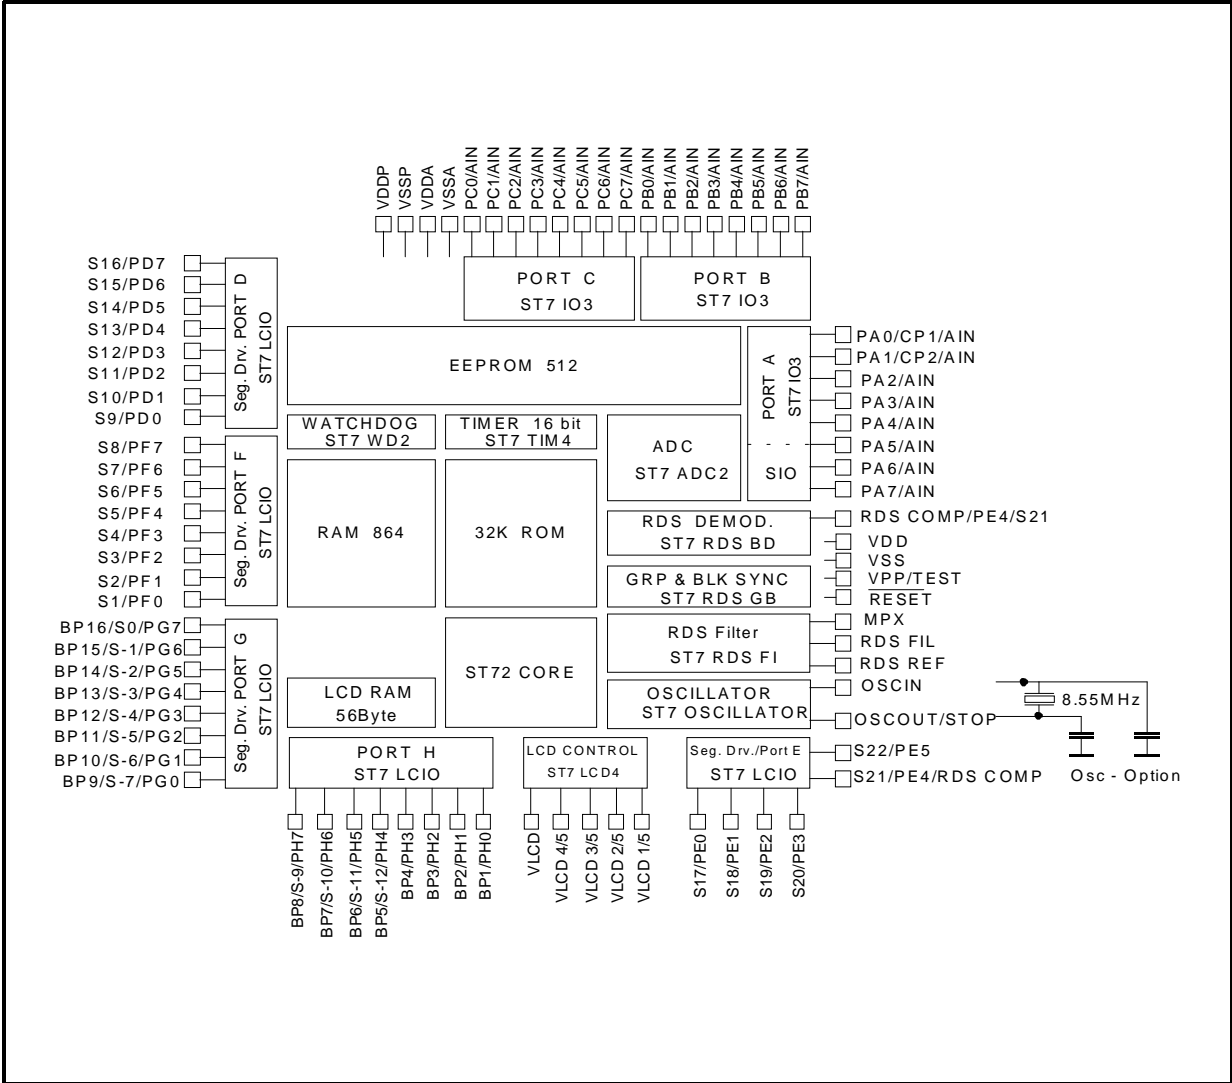 VDDP
VSSP
VDDA
VSSA
PC0/AIN
PC1/AIN
PC2/AIN
PC3/AIN
PC4/AIN
PC5/AIN
PC6/AIN
PC7/AIN
PB0/AIN
PB1/AIN
PB2/AIN
PB3/AIN
PB4/AIN
PB5/AIN
PB6/AIN
PB7/AIN
S16/PD7
S15/PD6
S14/PD5
S13/PD4
S12/PD3
S11/PD2
S10/PD1
S9/PD0
Seg. Drv. PORT D
ST7 LCIO
PORT C
ST7 IO3
PORT B
ST7 IO3
EEPROM 512
PORT A
ST7 IO3
SIO
PA0/CP1/AIN
PA1/CP2/AIN
PA2/AIN
PA3/AIN
PA4/AIN
PA5/AIN
PA6/AIN
PA7/AIN
WATCHDOG
ST7 WD2
TIMER 16 bit
ST7 TIM4
ADC
ST7 ADC2
S8/PF7
S7/PF6
S6/PF5
S5/PF4
S4/PF3
S3/PF2
S2/PF1
S1/PF0
Seg. Drv. PORT F
ST7 LCIO
RAM 864
32K ROM
RDS DEMOD.
ST7 RDS BD
RDS COMP/PE4/S21
VDD
VSS
VPP/TEST
RESET
GRP & BLK SYNC
ST7 RDS GB
MPX
RDS FIL
RDS REF
RDS Filter
ST7 RDS FI
BP16/S0/PG7
BP15/S-1/PG6
BP14/S-2/PG5
BP13/S-3/PG4
BP12/S-4/PG3
BP11/S-5/PG2
BP10/S-6/PG1
BP9/S-7/PG0
Seg. Drv. PORT G
ST7 LCIO
ST72 CORE
LCD RAM
56Byte
OSCILLATOR
ST7 OSCILLATOR
OSCIN
OSCOUT/STOP
8.55MHz
Osc - Option
PORT H
ST7 LCIO
LCD CONTROL
ST7 LCD4
Seg. Drv./Port E
ST7 LCIO
S22/PE5
S21/PE4/RDS COMP
BP8/S-9/PH7
BP7/S-10/PH6
BP6/S-11/PH5
BP5/S-12/PH4
BP4/PH3
BP3/PH2
BP2/PH1
BP1/PH0
VLCD
VLCD 4/5
VLCD 3/5
VLCD 2/5
VLCD 1/5
S17/PE0
S18/PE1
S19/PE2
S20/PE3